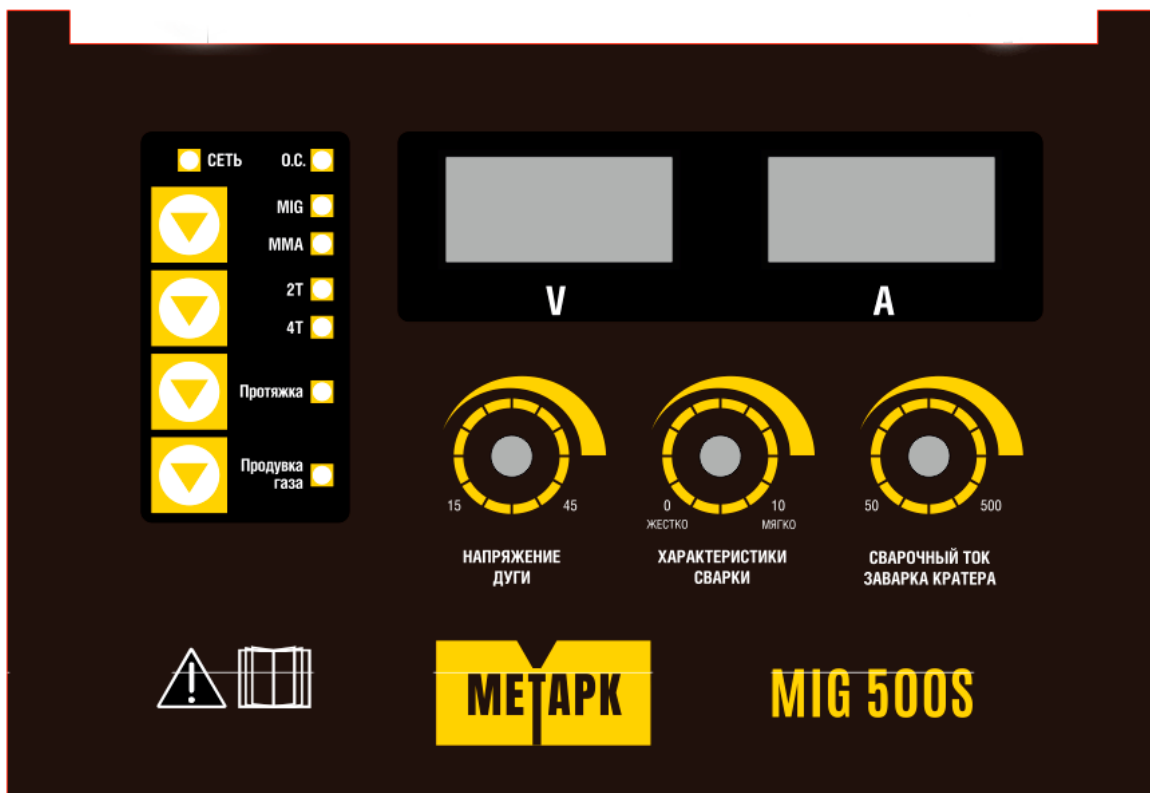 СЕТЬ О.С.
MIG
MMA
2T
4T
Протяжка
Продувка
газа
V A
15 45
0 10
ЖЕСТКО МЯГКО
50 500
НАПРЯЖЕНИЕ
ДУГИ
ХАРАКТЕРИСТИКИ
СВАРКИ
СВАРОЧНЫЙ ТОК
ЗАВАРКА КРАТЕРА
МЕТАРК
MIG 500S